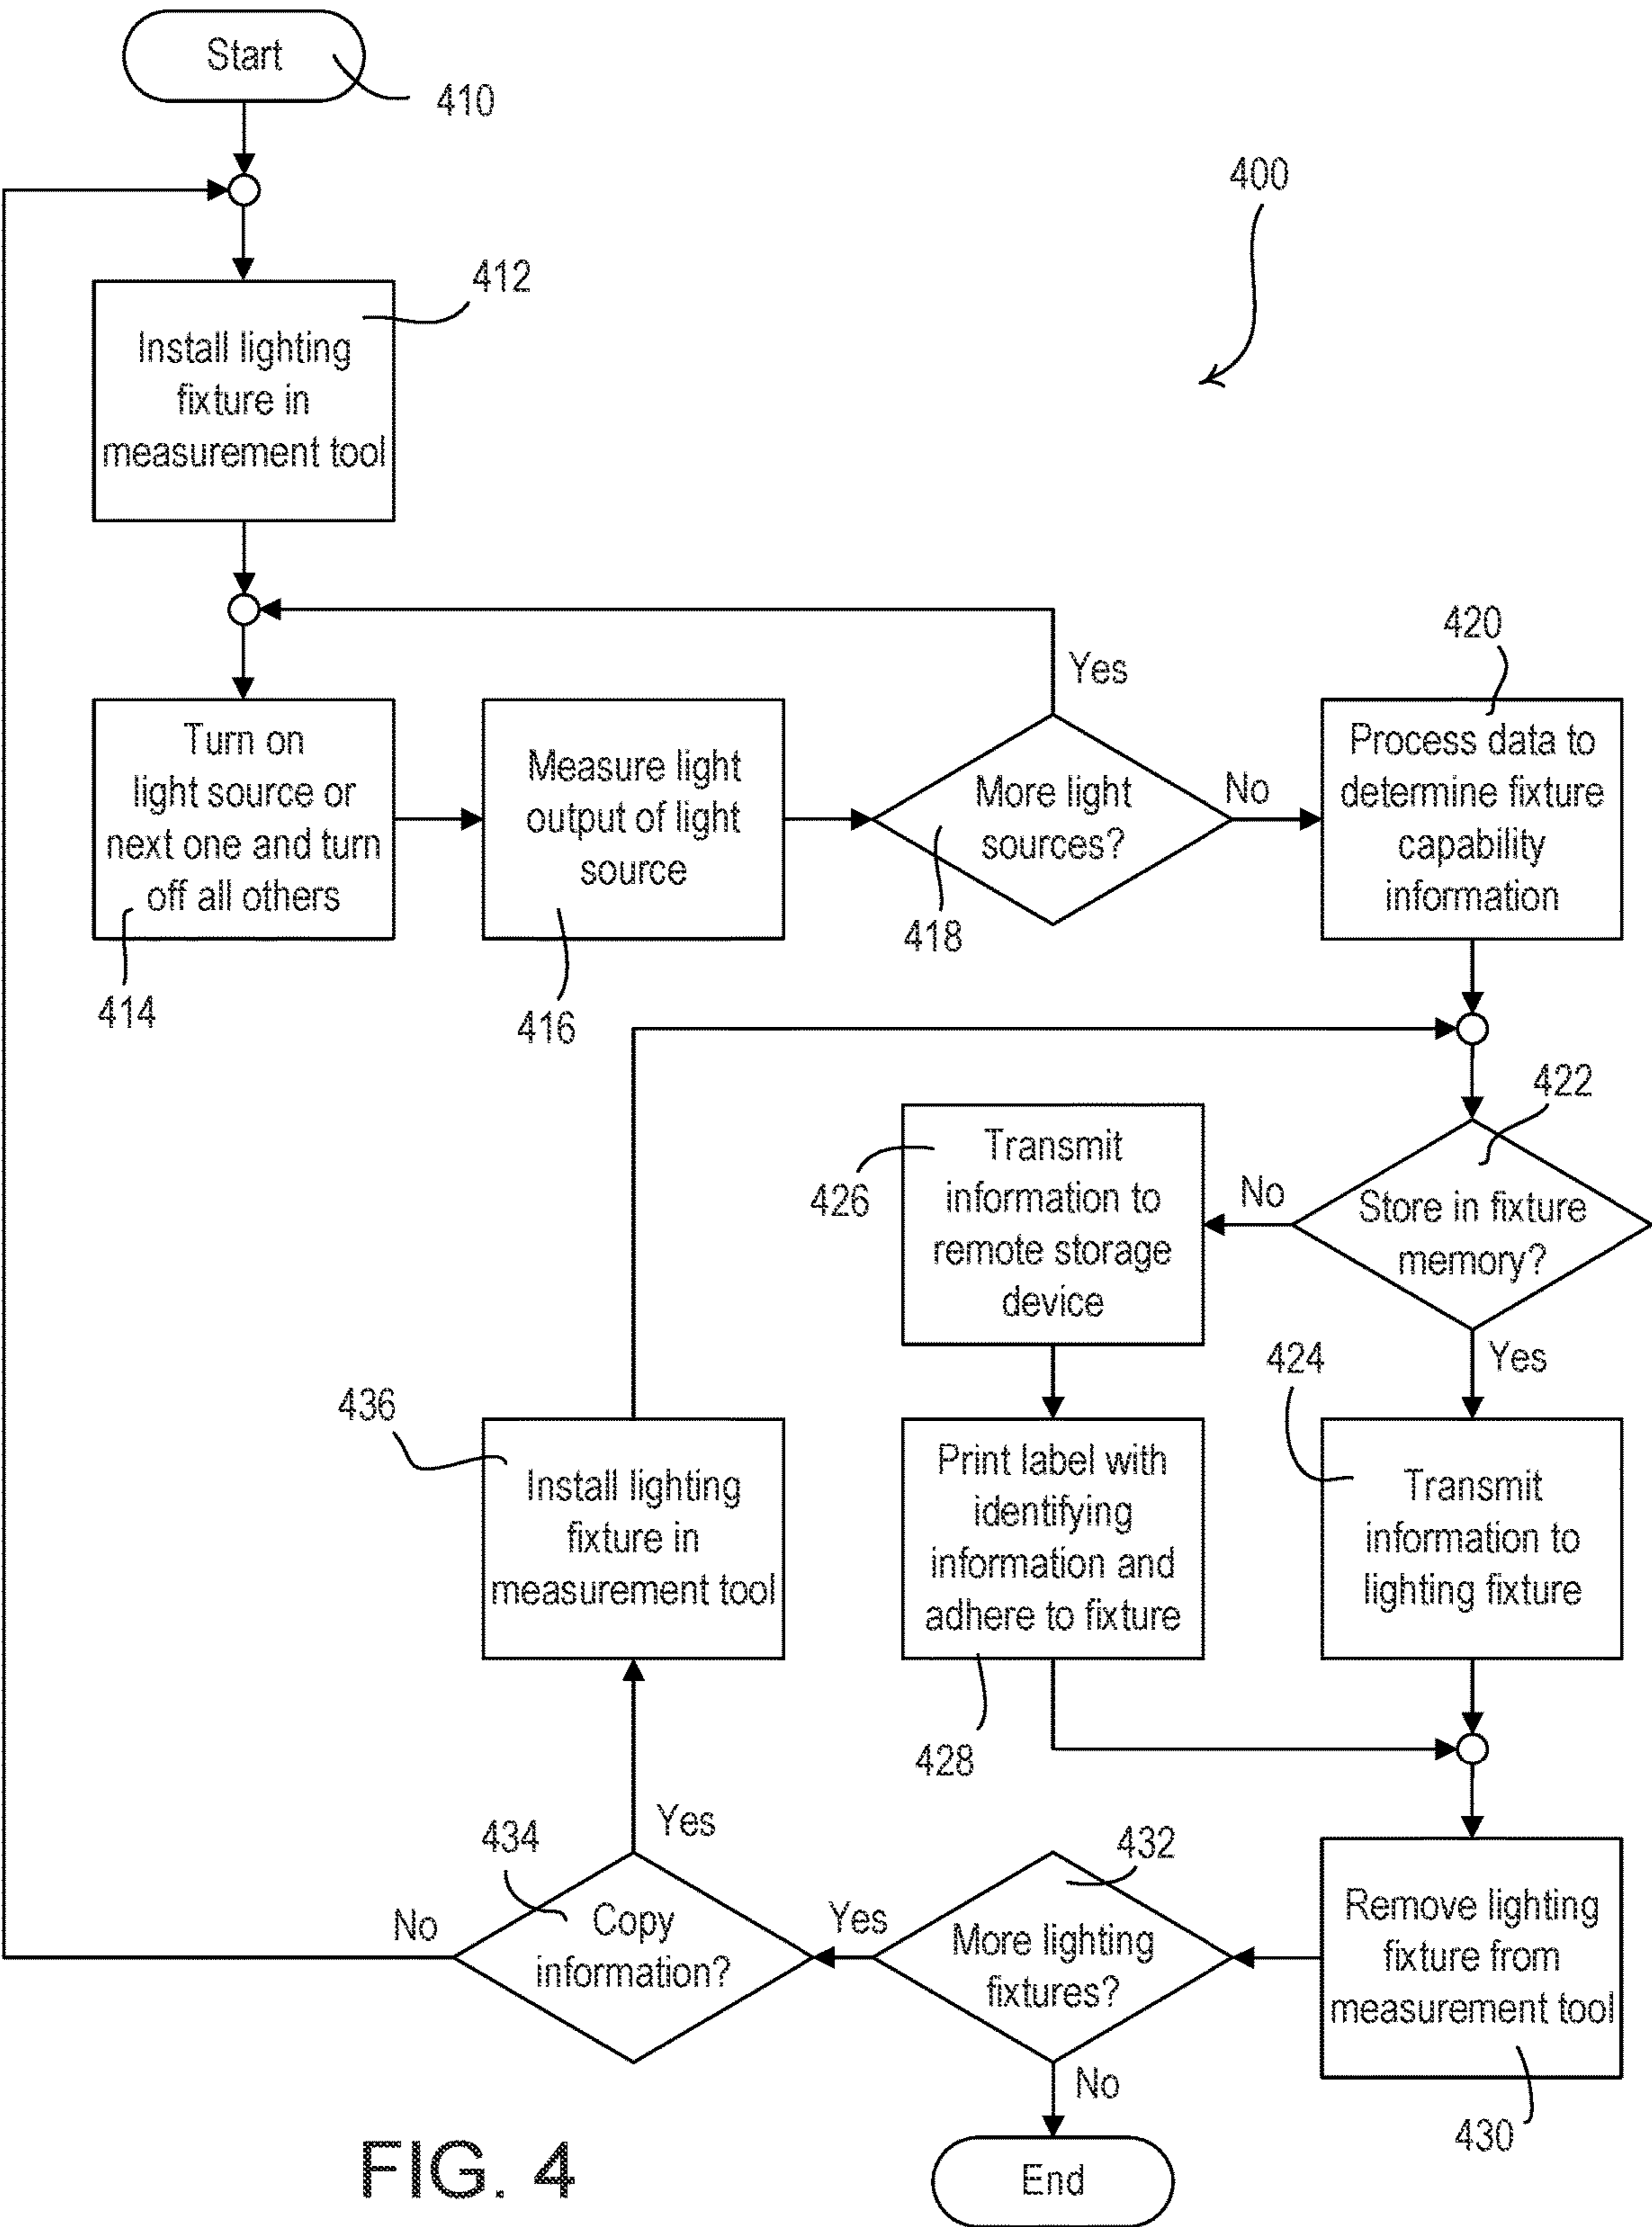 Start
410
400
412
Install lighting
fixture in
measurement tool
Yes
420
Turn on
light source or
next one and turn
off all others
414
Measure light
output of light
source
416
More light
sources?
418
No
Process data to
determine fixture
capability
information
422
Store in fixture
memory?
No
Yes
426
Transmit
information to
remote storage
device
424
Transmit
information to
lighting fixture
Print label with
identifying
information and
adhere to fixture
428
436
Install lighting
fixture in
measurement tool
Remove lighting
fixture from
measurement tool
430
432
More lighting
fixtures?
Yes
No
434
Copy
information?
Yes
No
End
FIG. 4